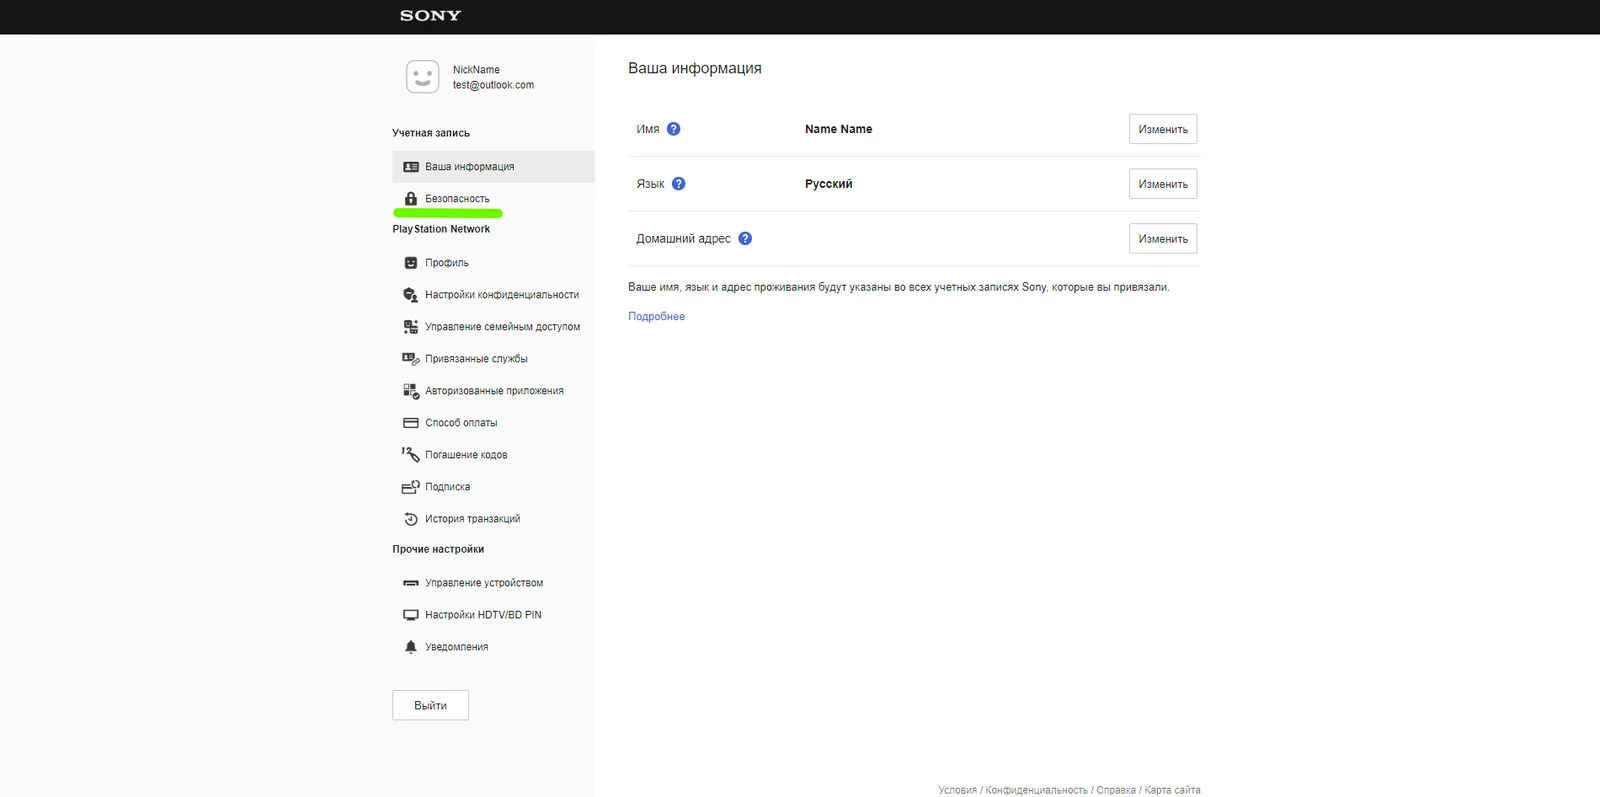 SONY
NickName
test@outlook.com
Учетная запись
Ваша информация
Безопасность
PlayStation Network
Профиль
Настройки конфиденциальности
Управление семейным доступом
Привязанные службы
Авторизованные приложения
Способ оплаты
Погашение кодов
Подписка
История транзакций
Прочие настройки
Управление устройством
Настройки HDTV/BD PIN
Уведомления
Выйти
Ваша информация
Имя ? Name Name Изменить
Язык ? Русский Изменить
Домашний адрес ? Изменить
Ваше имя, язык и адрес проживания будут указаны во всех учетных записях Sony, которые вы привязали.
Подробнее
Условия / Конфиденциальность / Справка / Карта сайта